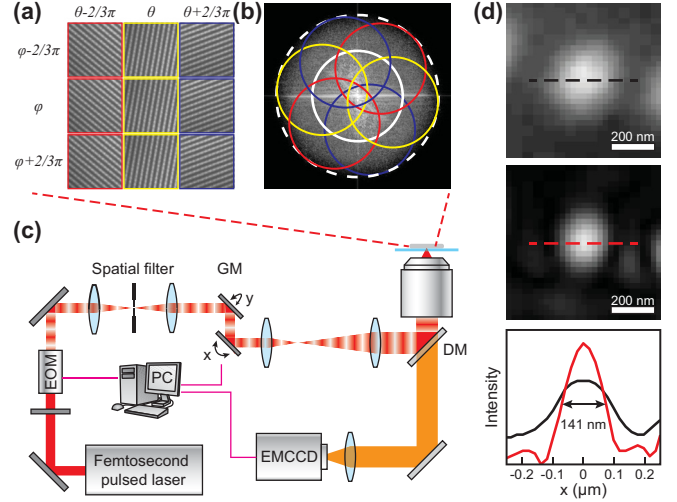 (a)
θ-2/3π θ θ+2/3π
φ-2/3π
φ
φ+2/3π
(b)
(c)
Spatial filter
GM
y
x
DM
EOM
PC
EMCCD
Femtosecond
pulsed laser
(d)
200 nm
200 nm
Intensity
141 nm
-0.2 -0.1 0 0.1 0.2
x (µm)